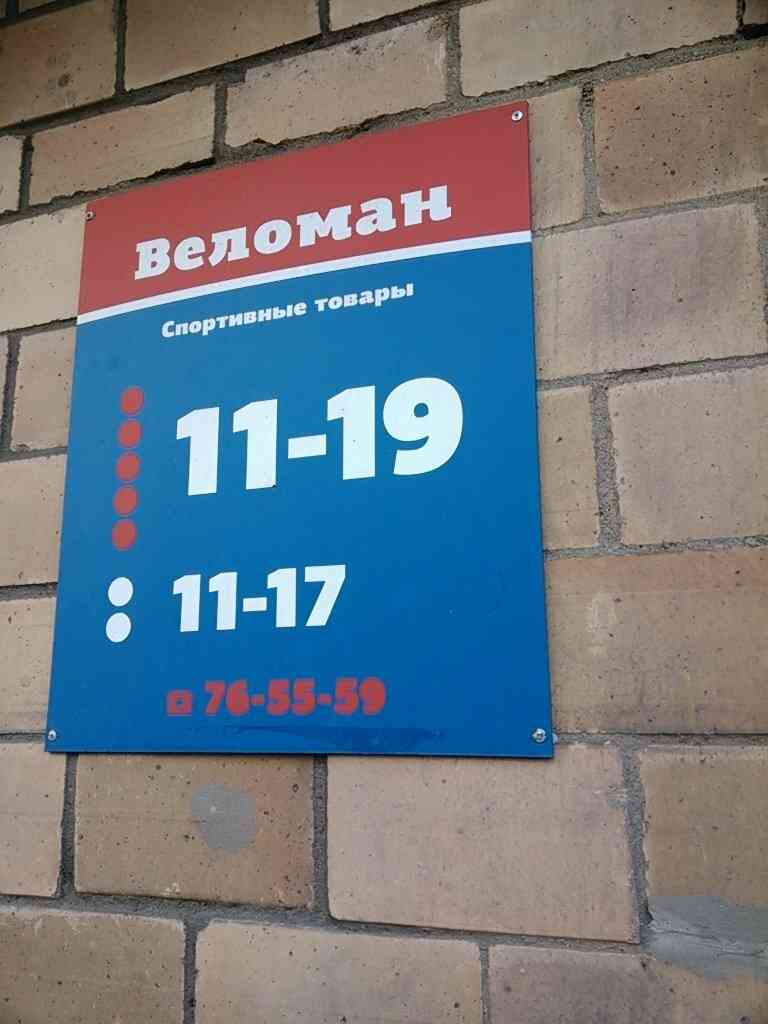 Веломан
Спортивные товары
11-19
11-17
76-55-59